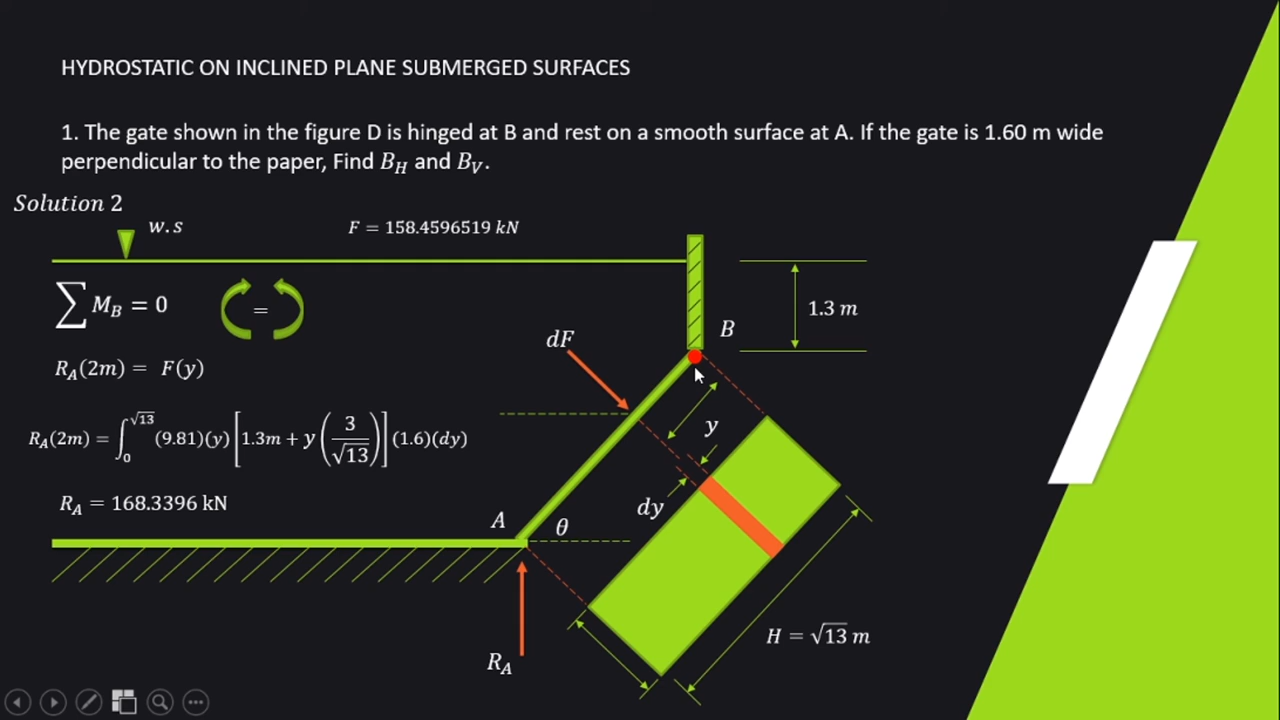 HYDROSTATIC ON INCLINED PLANE SUBMERGED SURFACES
1. The gate shown in the figure D is hinged at B and rest on a smooth surface at A. If the gate is 1.60 m wide
perpendicular to the paper, Find B_H and B_V.
Solution 2
w.s
F = 158.4596519 kN
∑ M_B = 0
=
1.3 m
B
dF
R_A(2m) = F(y)
y
R_A(2m) = ∫_0^√13 (9.81)(y) [1.3m + y (3/√13)] (1.6)(dy)
R_A = 168.3396 kN
dy
A
θ
H = √13 m
R_A